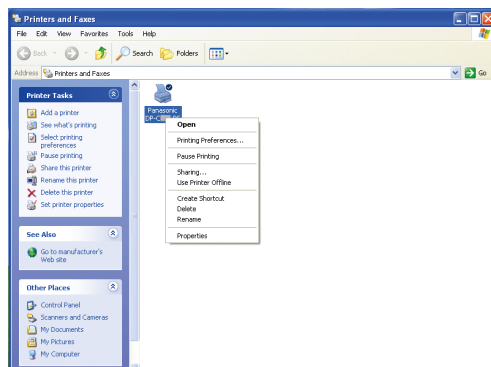 Printers and Faxes
File Edit View Favorites Tools Help
Back Search Folders
Address Printers and Faxes Go
Printer Tasks
Add a printer
See what's printing
Select printing
preferences
Pause printing
Share this printer
Rename this printer
Delete this printer
Set printer properties
See Also
Go to manufacturer's
Web site
Other Places
Control Panel
Scanners and Cameras
My Documents
My Pictures
My Computer
Panasonic
Open
Printing Preferences...
Pause Printing
Sharing...
Use Printer Offline
Create Shortcut
Delete
Rename
Properties